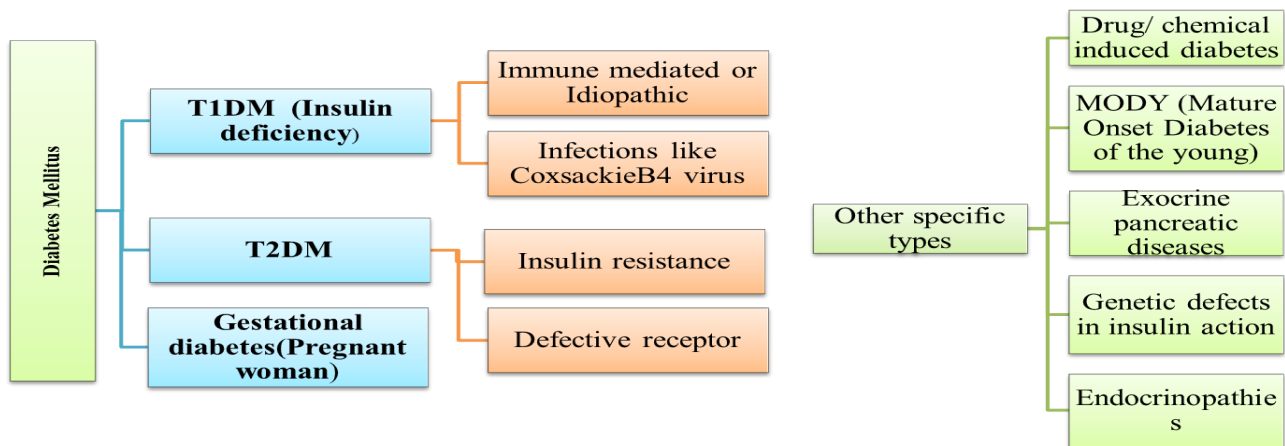 Diabetes Mellitus
T1DM (Insulin
deficiency)
Immune mediated or
Idiopathic
Infections like
CoxsackieB4 virus
T2DM
Insulin resistance
Defective receptor
Gestational
diabetes(Pregnant
woman)
Other specific
types
Drug/ chemical
induced diabetes
MODY (Mature
Onset Diabetes
of the young)
Exocrine
pancreatic
diseases
Genetic defects
in insulin action
Endocrinopathie
s